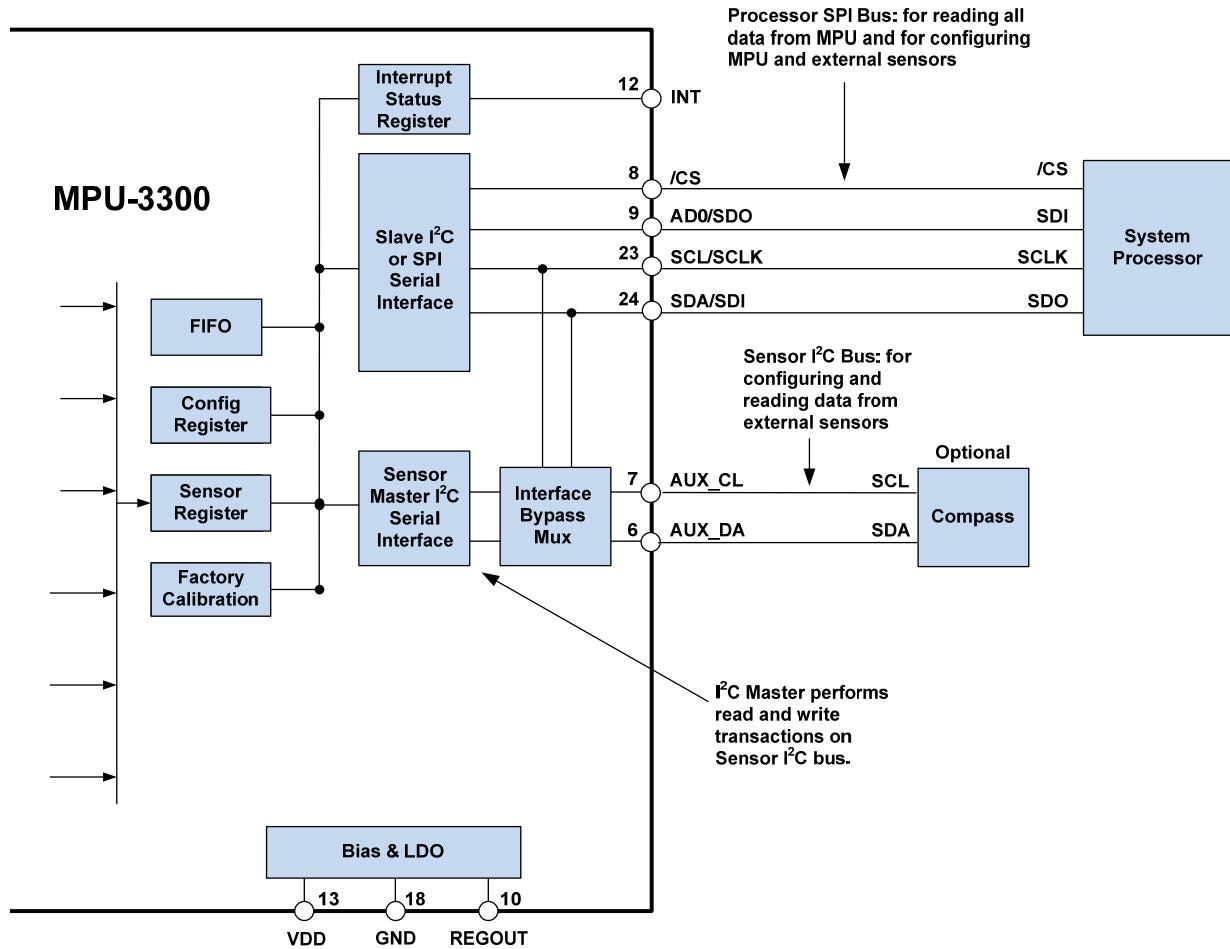 Processor SPI Bus: for reading all
data from MPU and for configuring
MPU and external sensors
Interrupt
Status
Register
12
INT
MPU-3300
Slave I²C
or SPI
Serial
Interface
8
/CS
/CS
9
AD0/SDO
SDI
23
SCL/SCLK
SCLK
24
SDA/SDI
SDO
System
Processor
FIFO
Config
Register
Sensor
Register
Factory
Calibration
Sensor I²C Bus: for
configuring and
reading data from
external sensors
Sensor
Master I²C
Serial
Interface
Interface
Bypass
Mux
7
AUX_CL
SCL
6
AUX_DA
SDA
Optional
Compass
I²C Master performs
read and write
transactions on
Sensor I²C bus.
Bias & LDO
13
18
10
VDD
GND
REGOUT